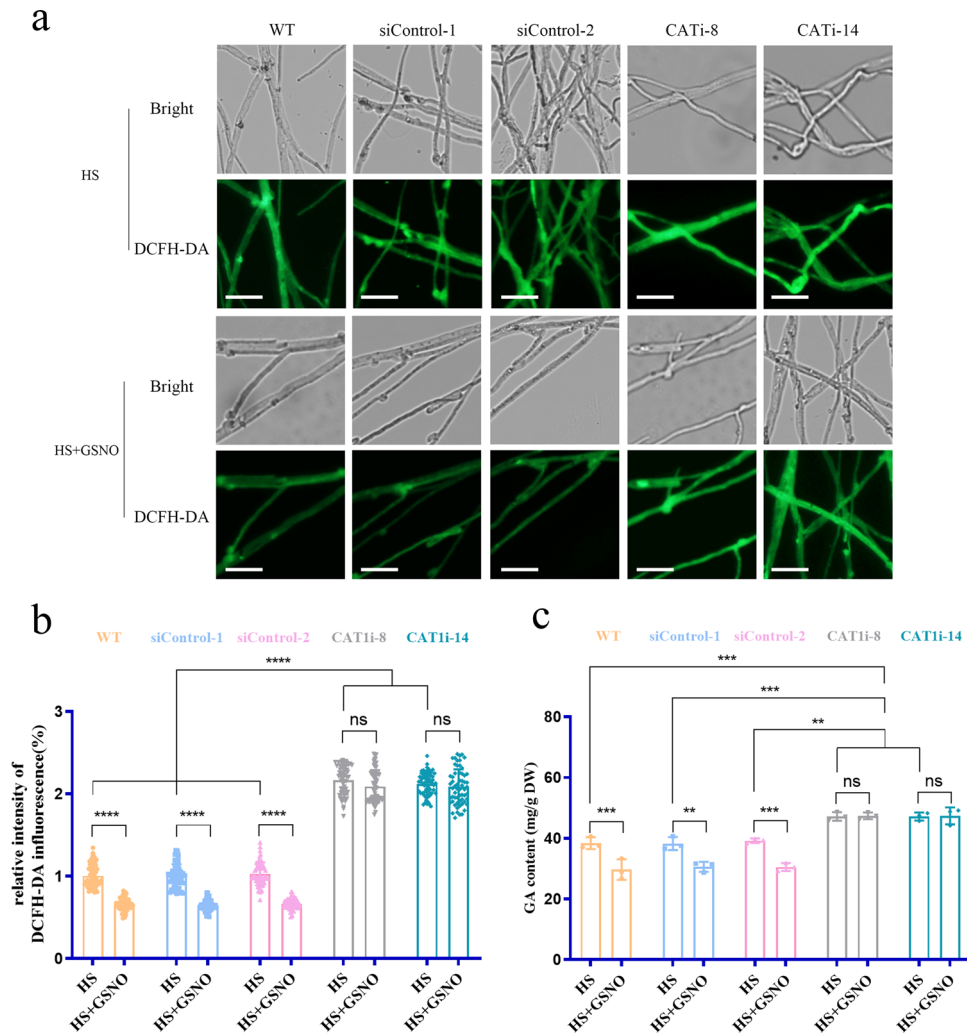 a
WT siControl-1 siControl-2 CATi-8 CATi-14
Bright
HS
DCFH-DA
Bright
HS+GSNO
DCFH-DA
b
WT siControl-1 siControl-2 CAT1i-8 CAT1i-14
****
ns ns
**** **** ****
relative intensity of
DCFH-DA influorescence(%)
3
2
1
0
HS HS+GSNO HS HS+GSNO HS HS+GSNO HS HS+GSNO HS HS+GSNO
c
WT siControl-1 siControl-2 CAT1i-8 CAT1i-14
***
***
**
ns ns
*** ** ***
GA content (mg/g DW)
80
60
40
20
0
HS HS+GSNO HS HS+GSNO HS HS+GSNO HS HS+GSNO HS HS+GSNO